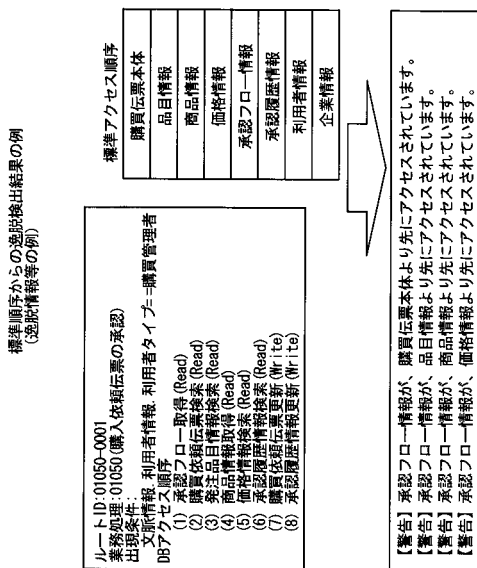 標準順序からの逸脱検出結果の例
(逸脱情報等の例)
ルートID:01050-0001
業務処理:01050(購入依頼伝票の承認)
出現条件:
文脈情報.利用者情報.利用者タイプ==購買管理者
DBアクセス順序
(1) 承認フロー取得(Read)
(2) 購買依頼伝票検索(Read)
(3) 発注品目情報検索(Read)
(4) 商品情報取得(Read)
(5) 価格情報検索(Read)
(6) 承認履歴情報検索(Read)
(7) 購買依頼伝票更新(Write)
(8) 承認履歴情報更新(Write)
標準アクセス順序
購買伝票本体
品目情報
商品情報
価格情報
承認フロー情報
承認履歴情報
利用者情報
企業情報
【警告】承認フロー情報が、購買伝票本体より先にアクセスされています。
【警告】承認フロー情報が、品目情報より先にアクセスされています。
【警告】承認フロー情報が、商品情報より先にアクセスされています。
【警告】承認フロー情報が、価格情報より先にアクセスされています。